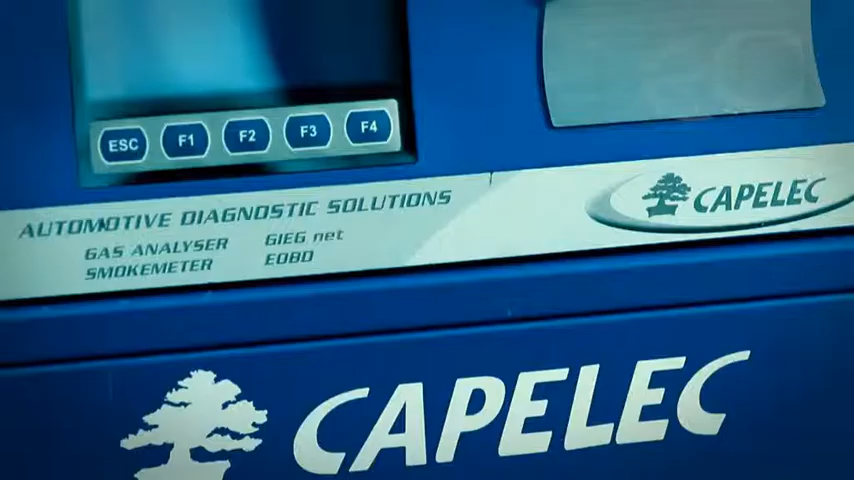 ESC F1 F2 F3 F4
AUTOMOTIVE DIAGNOSTIC SOLUTIONS
GAS ANALYSER GIEG net
SMOKEMETER EOBD
CAPELEC
CAPELEC